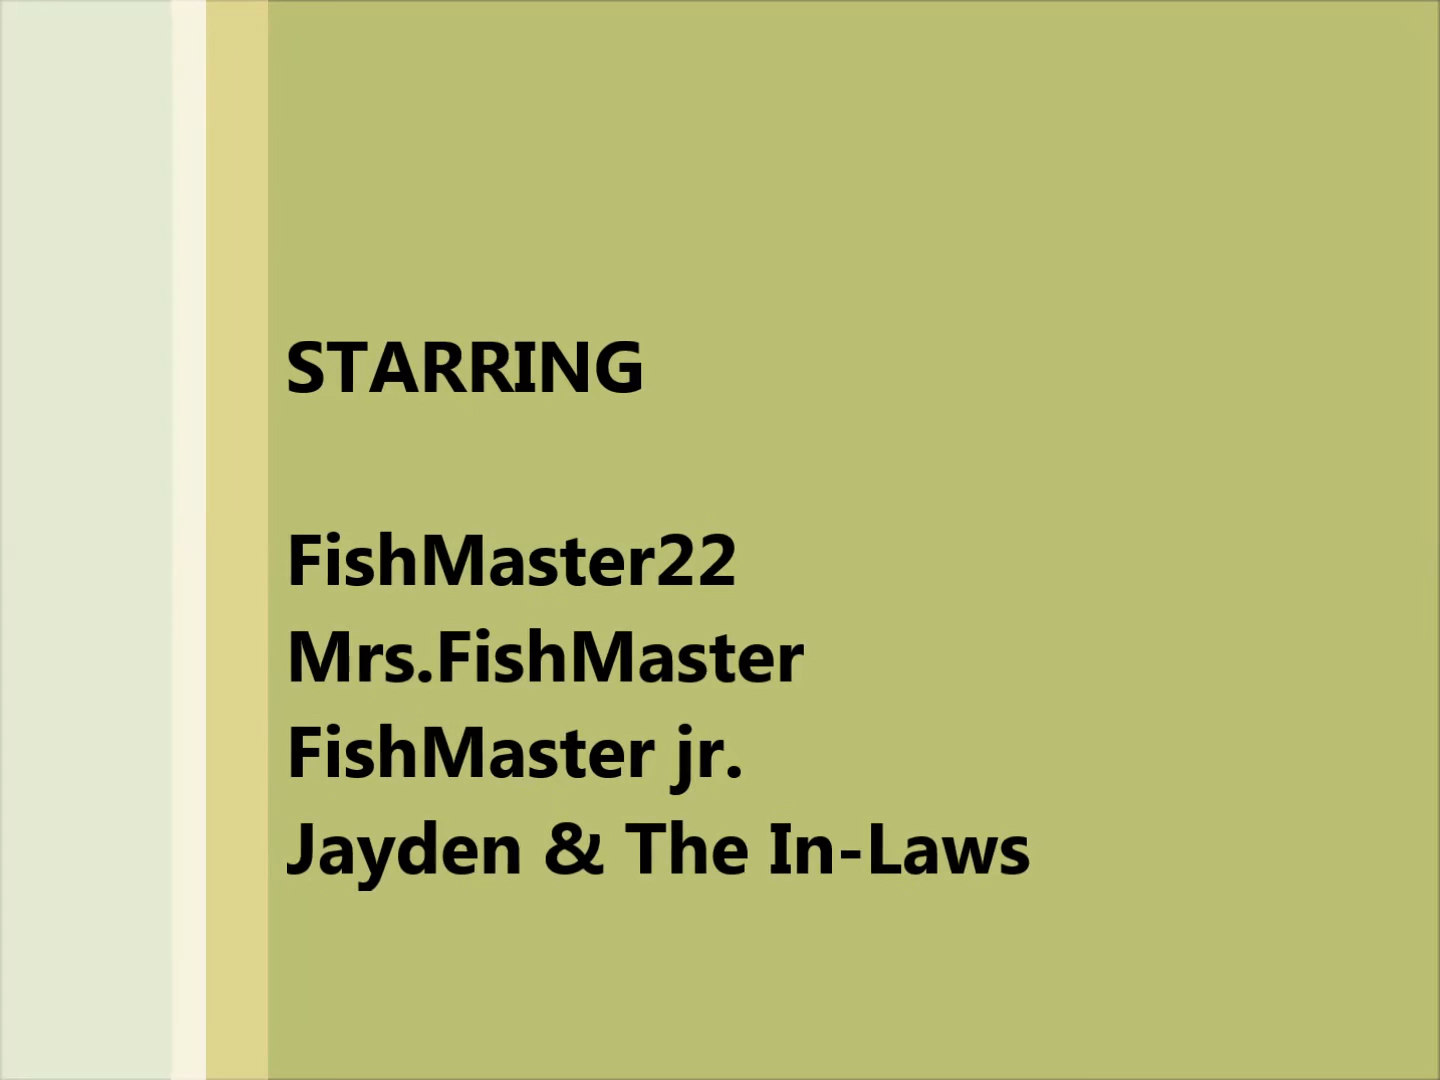 STARRING
FishMaster22
Mrs.FishMaster
FishMaster jr.
Jayden & The In-Laws